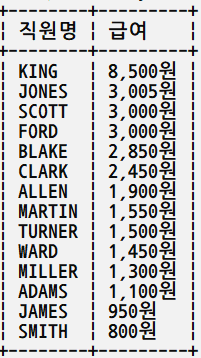 직원명 급여
KING 8,500원
JONES 3,005원
SCOTT 3,000원
FORD 3,000원
BLAKE 2,850원
CLARK 2,450원
ALLEN 1,900원
MARTIN 1,550원
TURNER 1,500원
WARD 1,450원
MILLER 1,300원
ADAMS 1,100원
JAMES 950원
SMITH 800원